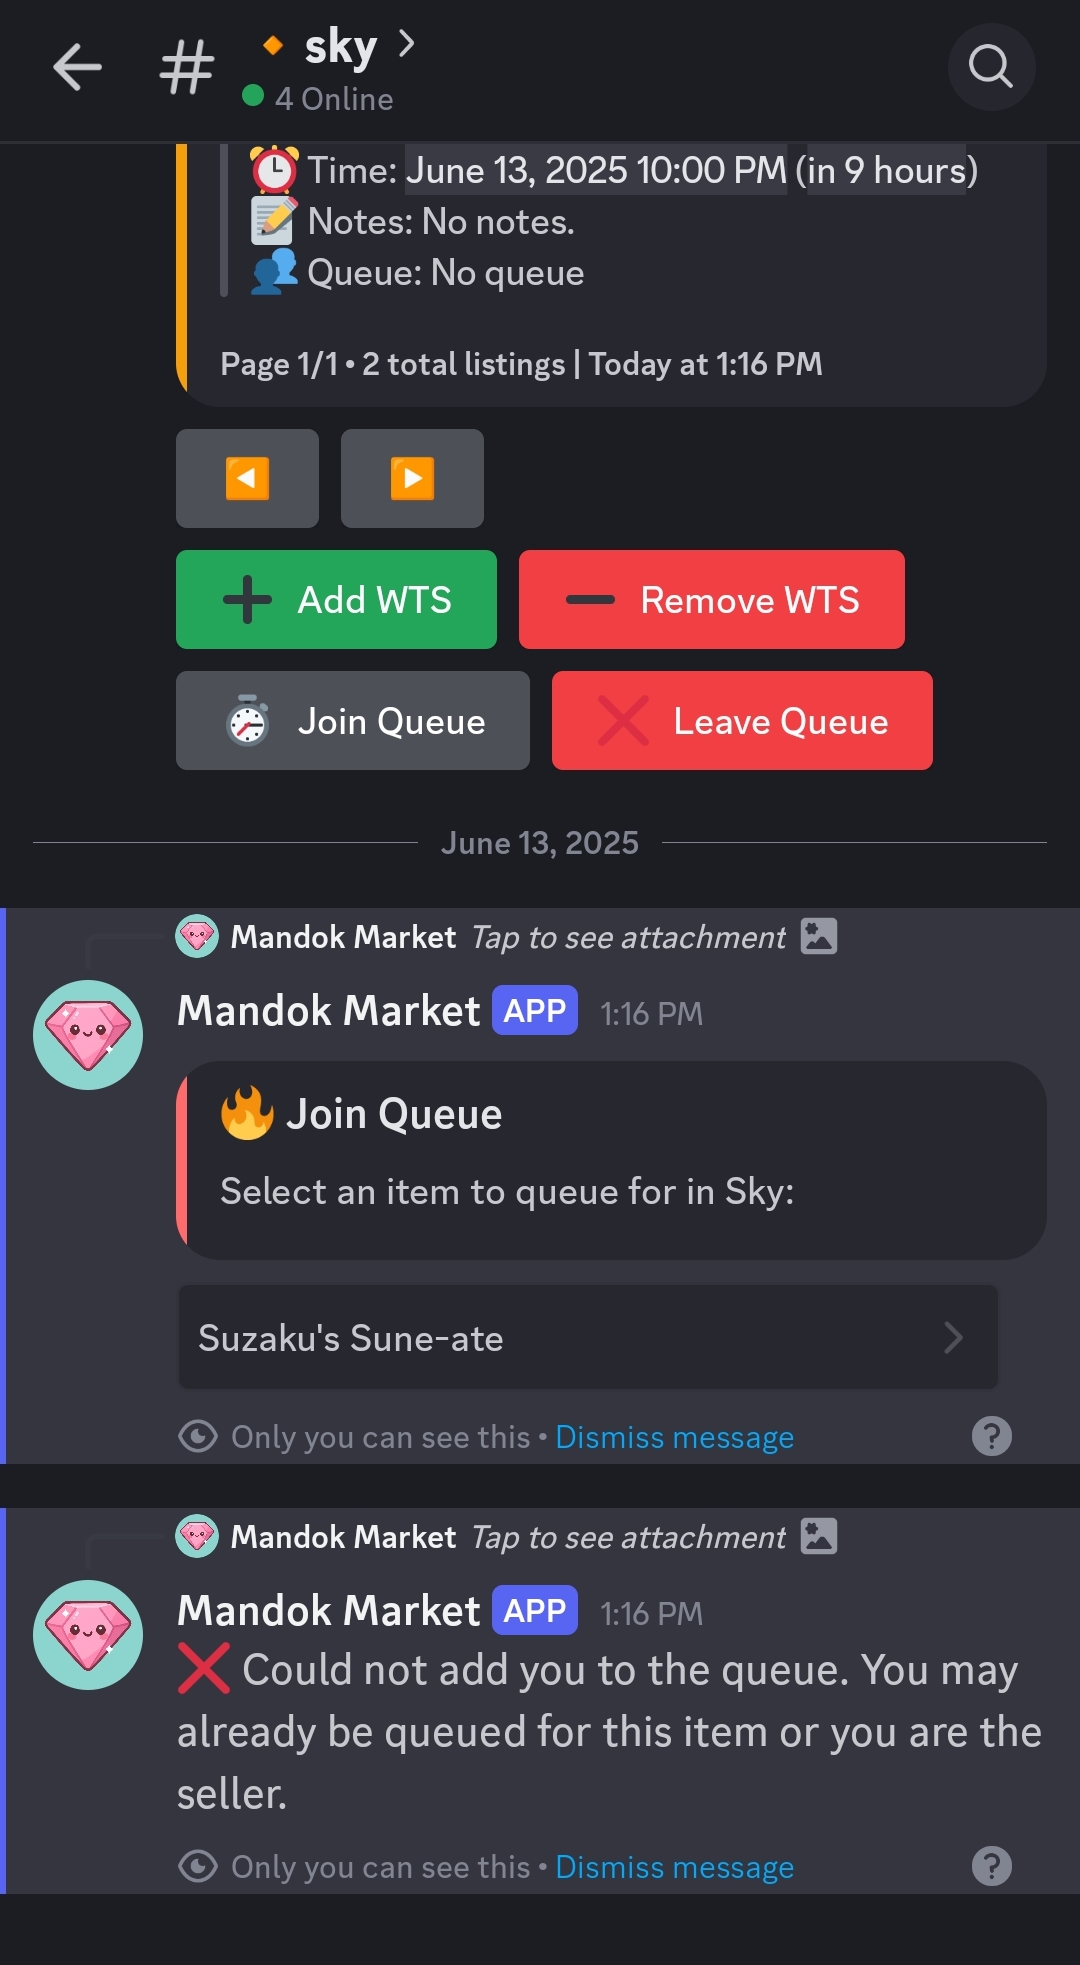 sky
4 Online
Time: June 13, 2025 10:00 PM (in 9 hours)
Notes: No notes.
Queue: No queue
Page 1/1 • 2 total listings | Today at 1:16 PM
Add WTS
Remove WTS
Join Queue
Leave Queue
June 13, 2025
Mandok Market Tap to see attachment
Mandok Market APP 1:16 PM
Join Queue
Select an item to queue for in Sky:
Suzaku's Sune-ate
Only you can see this • Dismiss message
Mandok Market Tap to see attachment
Mandok Market APP 1:16 PM
Could not add you to the queue. You may
already be queued for this item or you are the
seller.
Only you can see this • Dismiss message